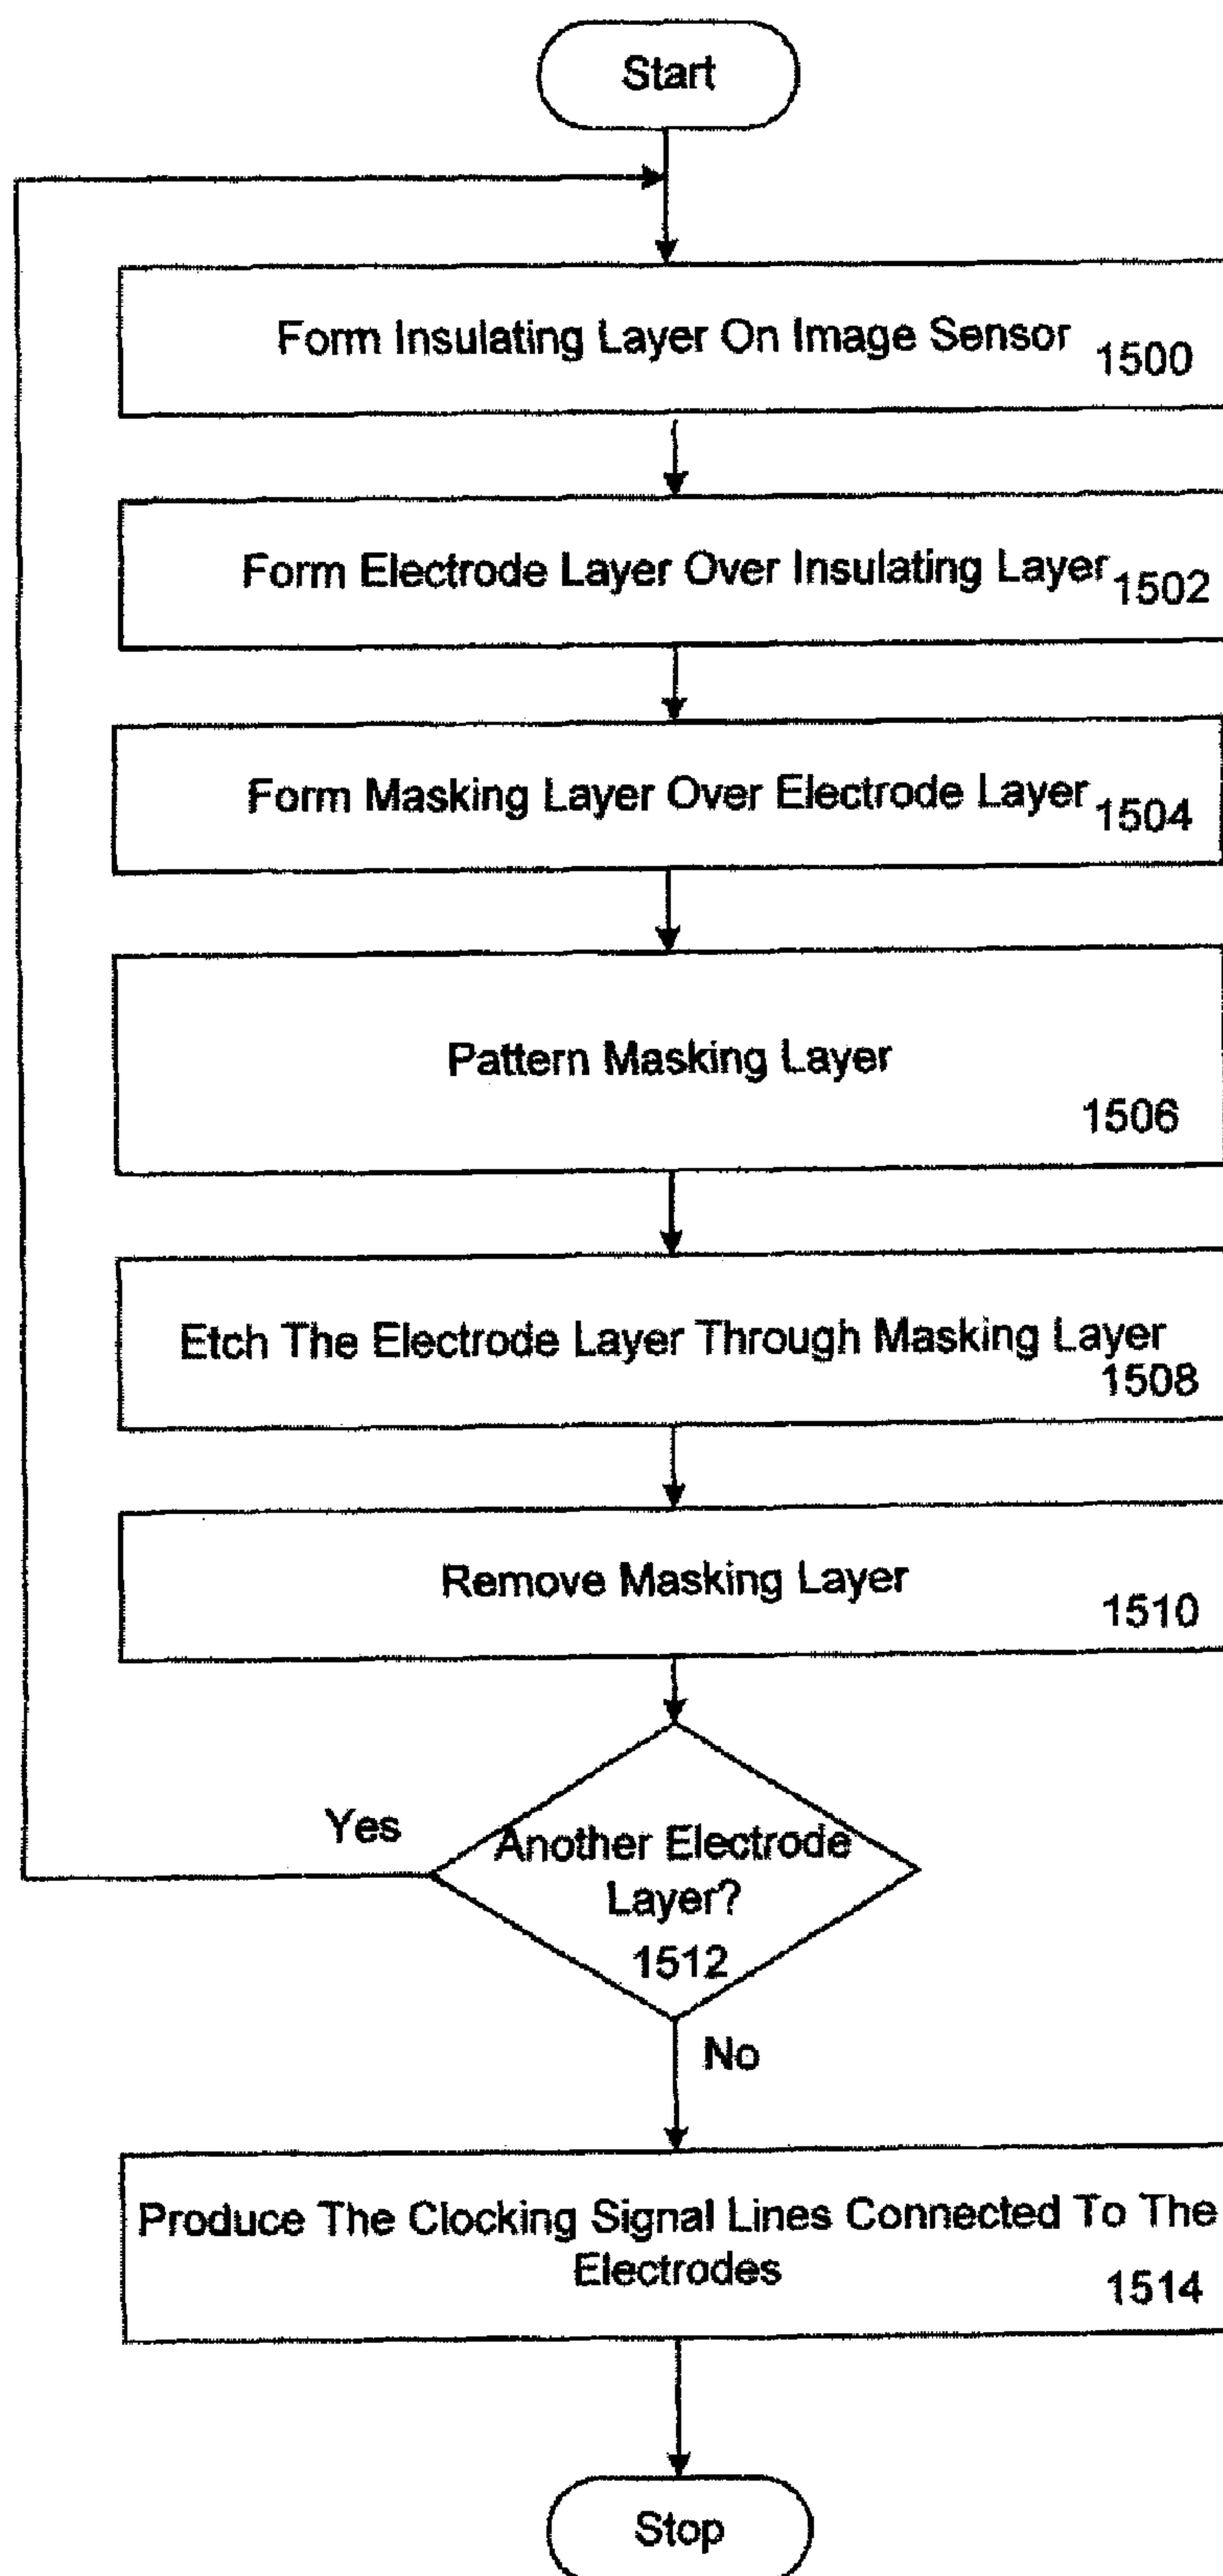 Start
Form Insulating Layer On Image Sensor
1500
Form Electrode Layer Over Insulating Layer
1502
Form Masking Layer Over Electrode Layer
1504
Pattern Masking Layer
1506
Etch The Electrode Layer Through Masking Layer
1508
Remove Masking Layer
1510
Yes
Another Electrode
Layer?
1512
No
Produce The Clocking Signal Lines Connected To The
Electrodes
1514
Stop